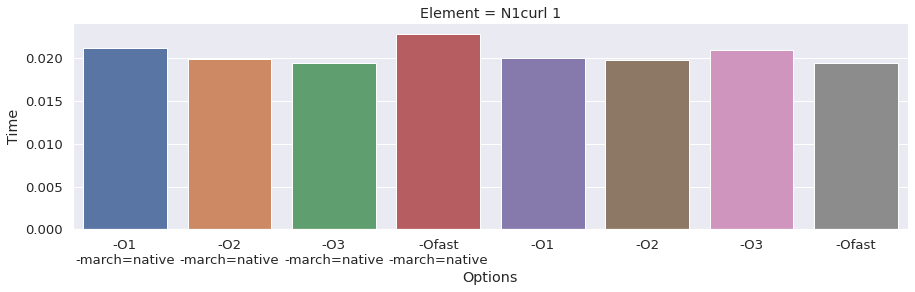 Element = N1curl 1
Time
0.020
0.015
0.010
0.005
0.000
-O1
-march=native
-O2
-march=native
-O3
-march=native
-Ofast
-march=native
-O1
-O2
-O3
-Ofast
Options